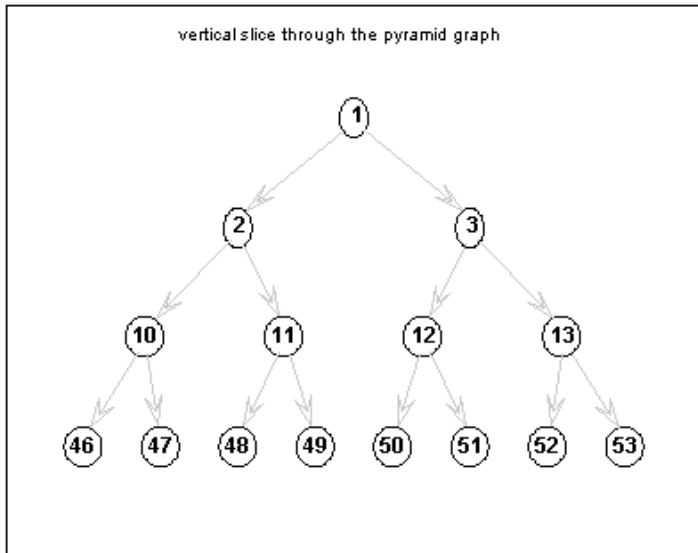 vertical slice through the pyramid graph
1
2 3
10 11 12 13
46 47 48 49 50 51 52 53